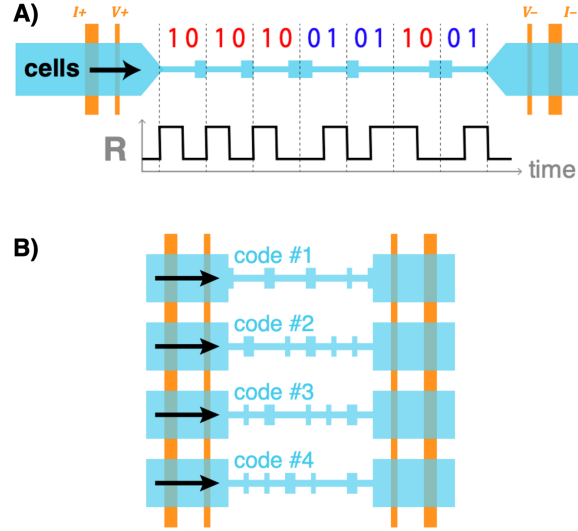 A)
I+ V+ V− I−
10 10 10 01 01 10 01
cells
R
time
B)
code #1
code #2
code #3
code #4